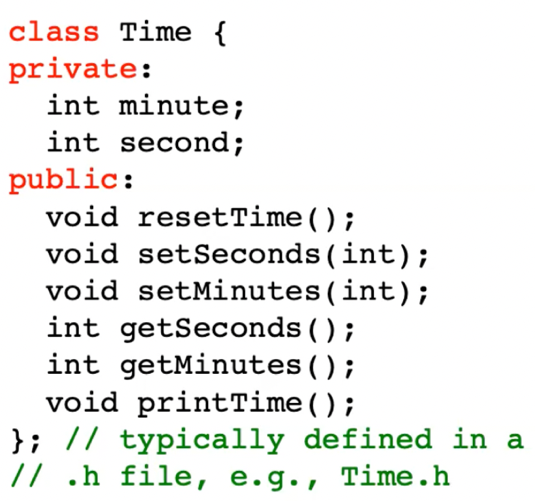 class Time {
private:
  int minute;
  int second;
public:
  void resetTime();
  void setSeconds(int);
  void setMinutes(int);
  int getSeconds();
  int getMinutes();
  void printTime();
}; // typically defined in a
// .h file, e.g., Time.h